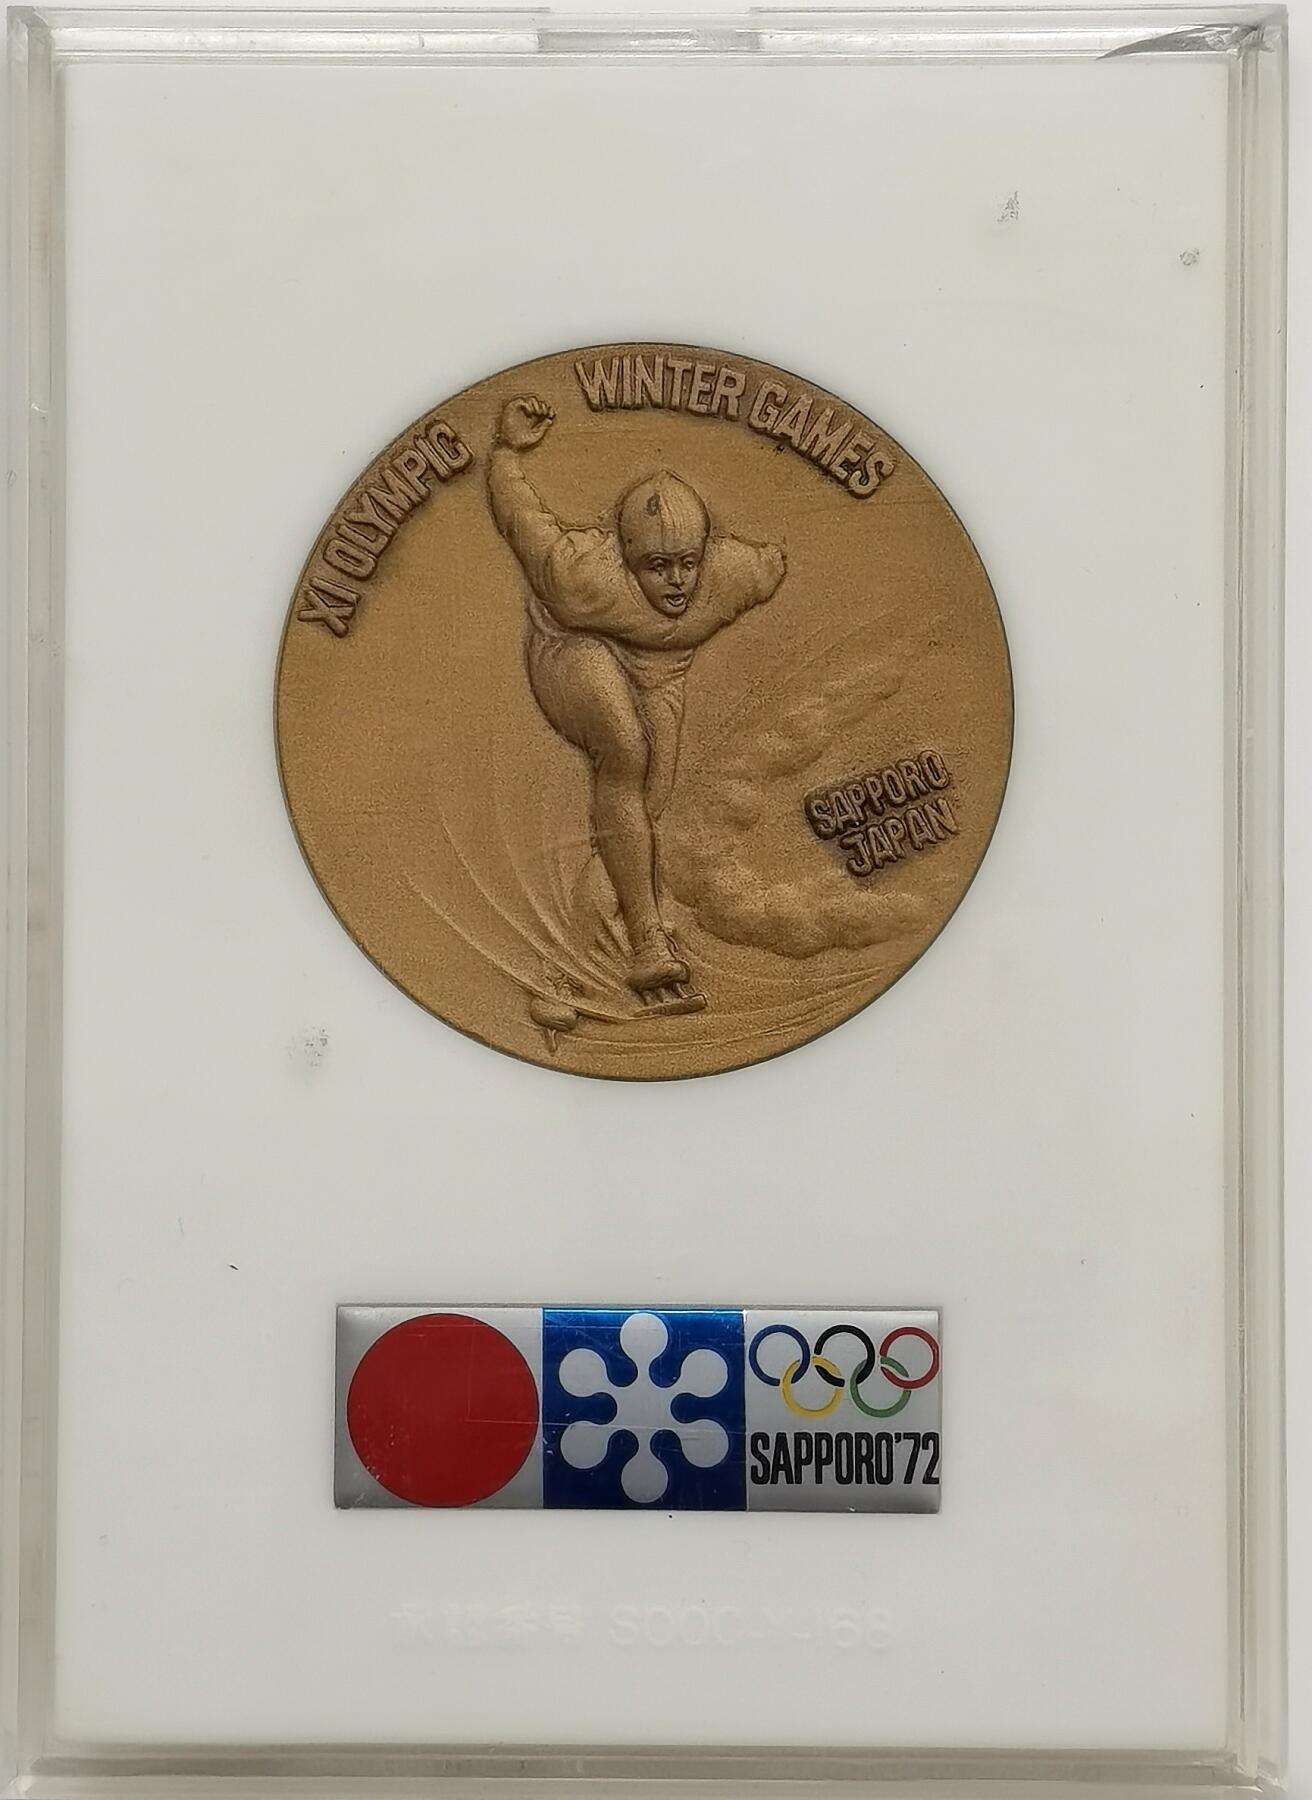 XI OLYMPIC WINTER GAMES
SAPPORO
JAPAN
SAPPORO'72